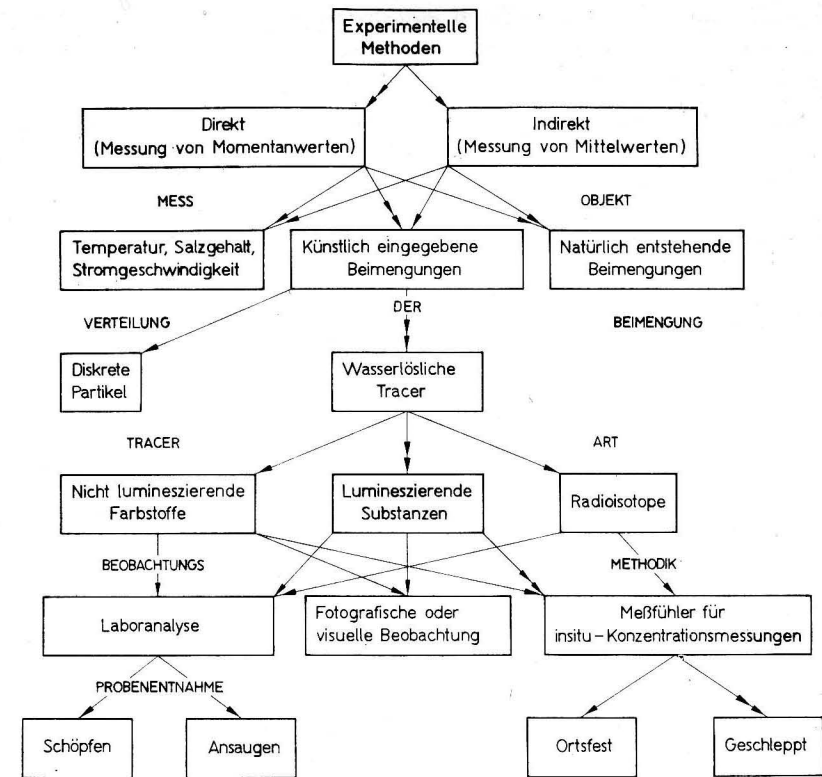 Experimentelle
Methoden
Direkt
(Messung von Momentanwerten)
Indirekt
(Messung von Mittelwerten)
MESS
OBJEKT
Temperatur, Salzgehalt,
Stromgeschwindigkeit
Künstlich eingegebene
Beimengungen
Natürlich entstehende
Beimengungen
VERTEILUNG
DER
BEIMENGUNG
Diskrete
Partikel
Wasserlösliche
Tracer
TRACER
ART
Nicht lumineszierende
Farbstoffe
Lumineszierende
Substanzen
Radioisotope
BEOBACHTUNGS
METHODIK
Laboranalyse
Fotografische oder
visuelle Beobachtung
Meßfühler für
insitu-Konzentrationsmessungen
PROBENENTNAHME
Schöpfen
Ansaugen
Ortsfest
Geschleppt